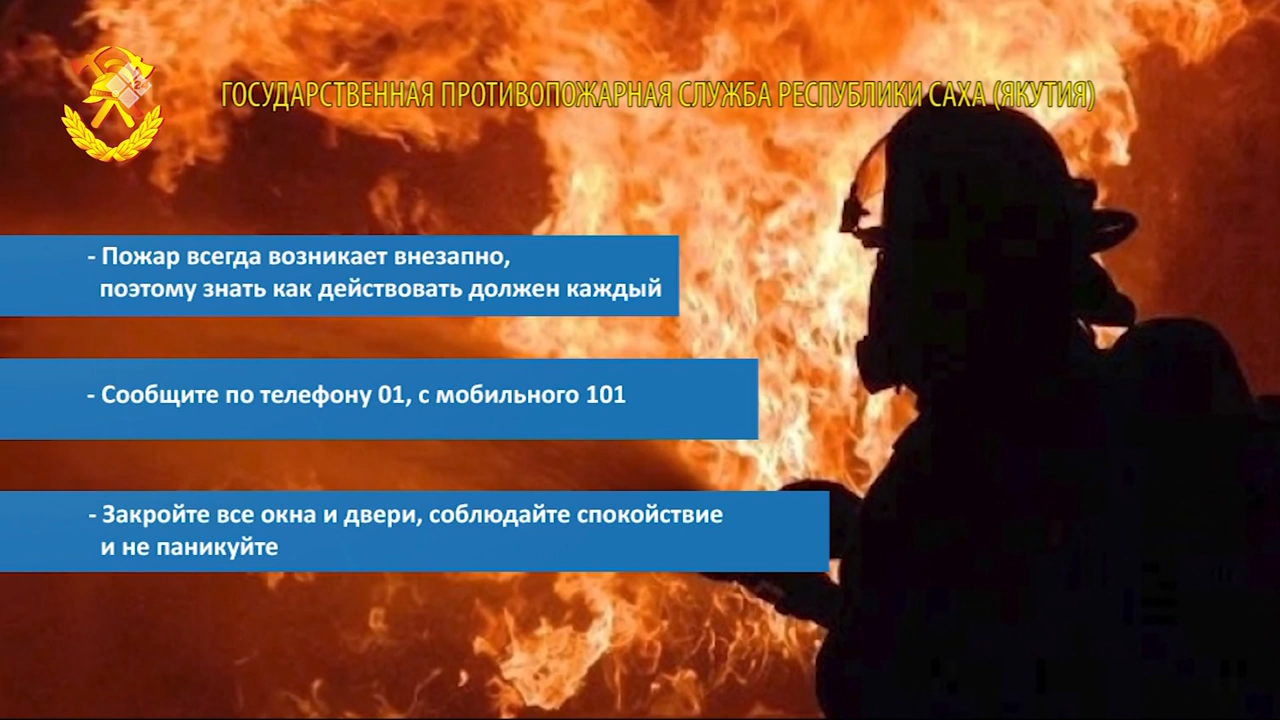 ГОСУДАРСТВЕННАЯ ПРОТИВОПОЖАРНАЯ СЛУЖБА РЕСПУБЛИКИ САХА (ЯКУТИЯ)
- Пожар всегда возникает внезапно,
поэтому знать как действовать должен каждый
- Сообщите по телефону 01, с мобильного 101
- Закройте все окна и двери, соблюдайте спокойствие
и не паникуйте